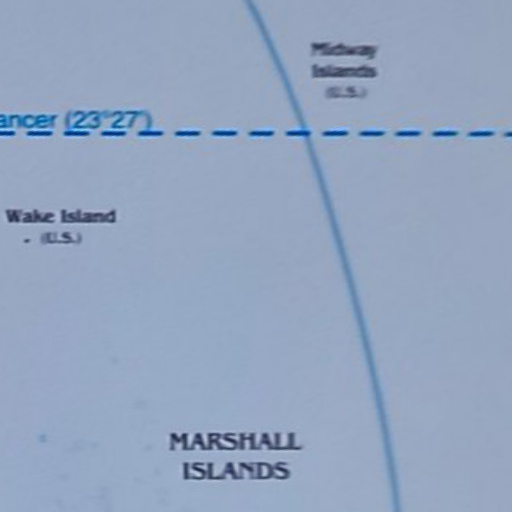 Midway
Islands
(U.S.)
ancer (23°27')
Wake Island
(U.S.)
MARSHALL
ISLANDS